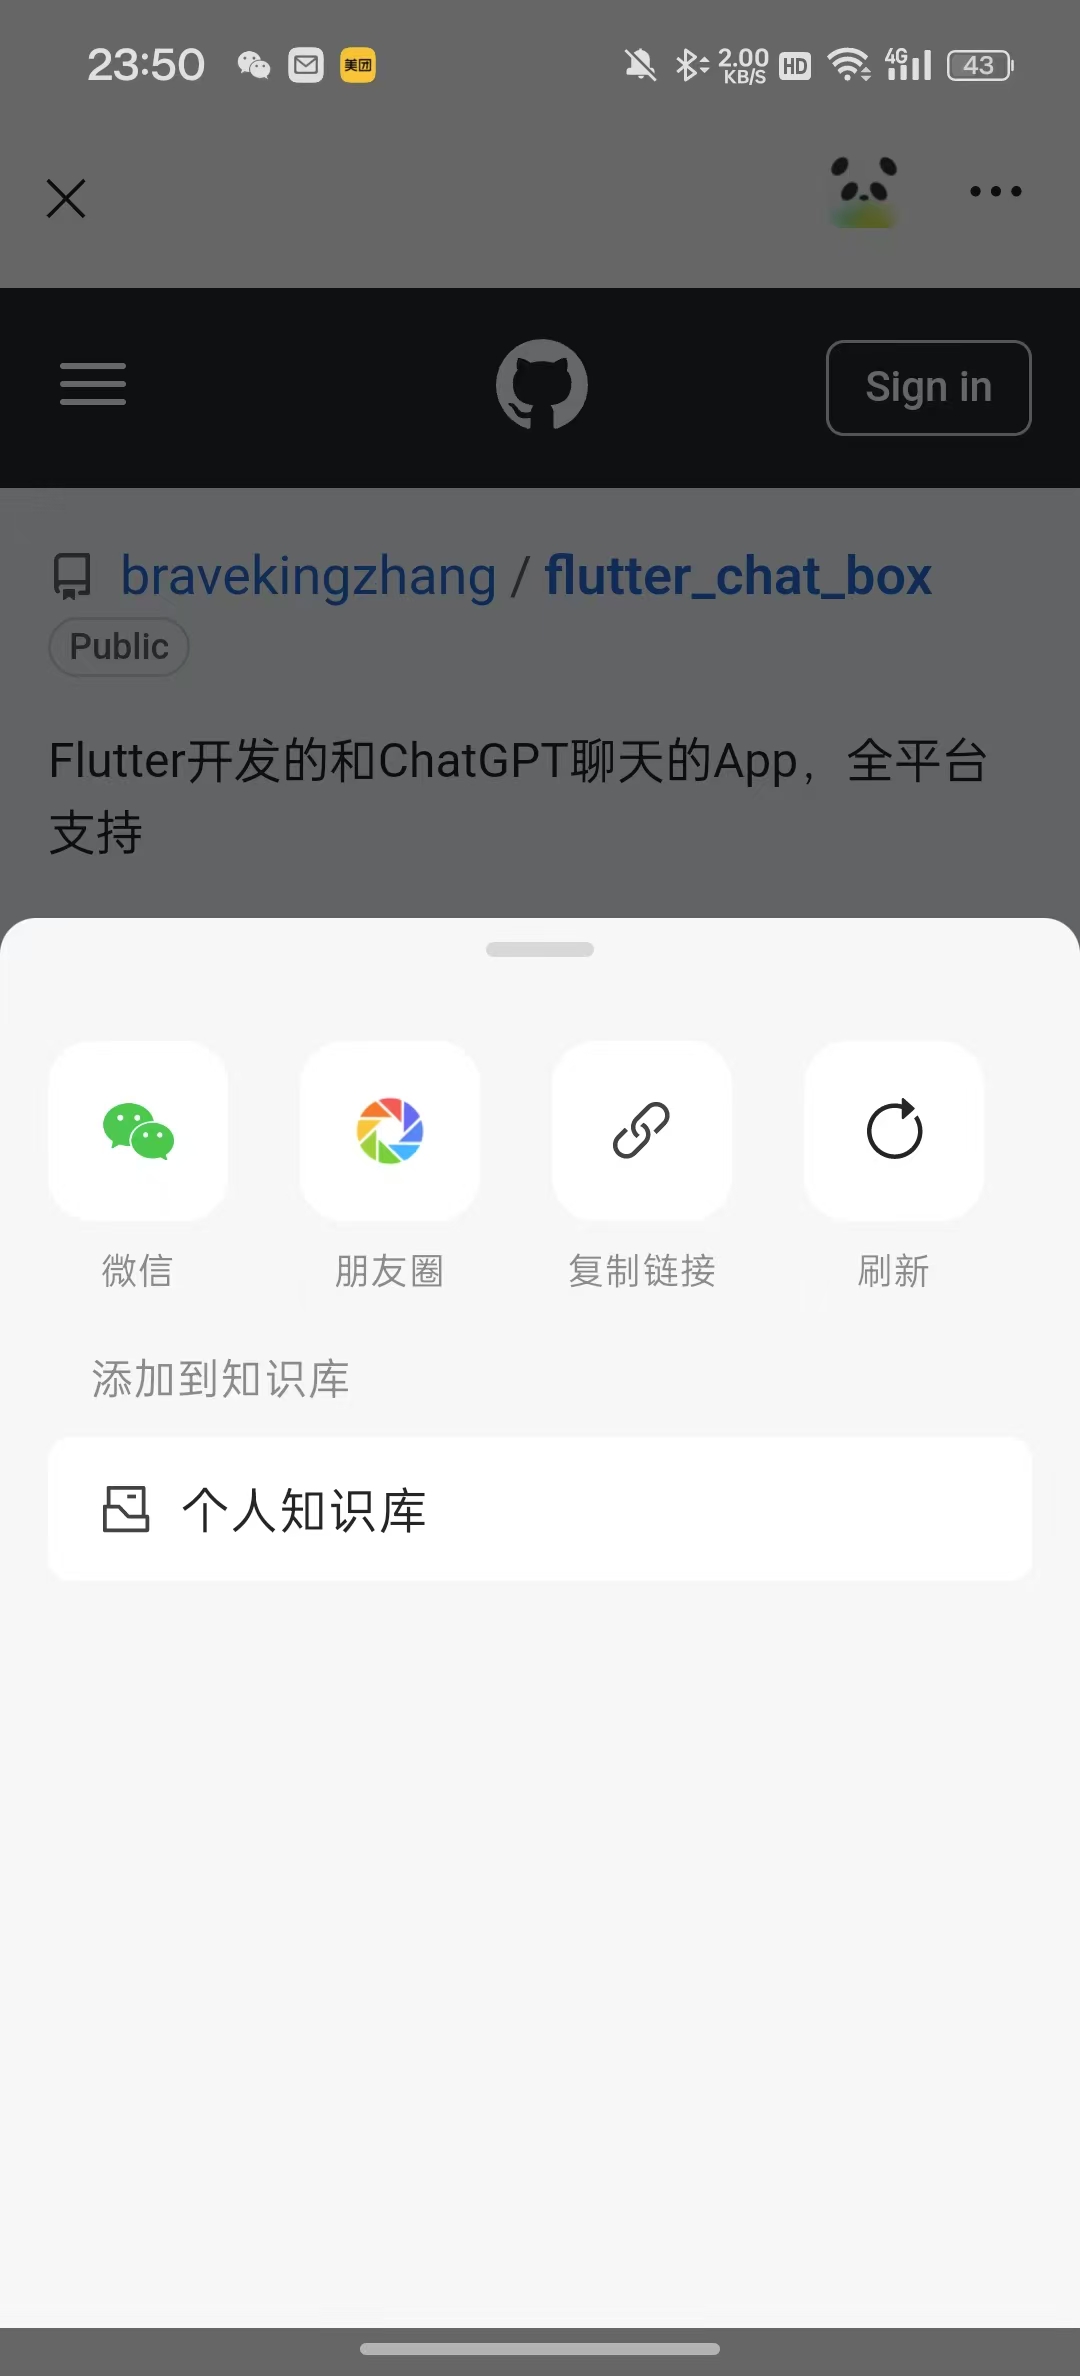 23:50 美团 2.00 KB/S HD 4G 43
Sign in
bravekingzhang / flutter_chat_box
Public
Flutter开发的和ChatGPT聊天的App，全平台
支持
微信 朋友圈 复制链接 刷新
添加到知识库
个人知识库